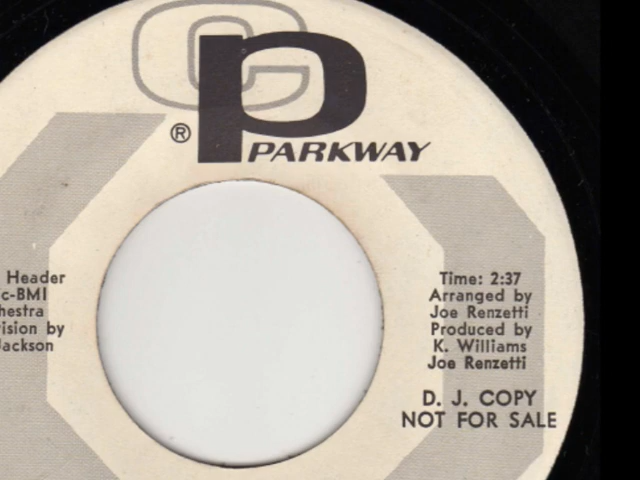 C
P
®
PARKWAY
Header
c-BMI
hestra
ision by
Jackson
Time: 2:37
Arranged by
Joe Renzetti
Produced by
K. Williams
Joe Renzetti
D. J. COPY
NOT FOR SALE